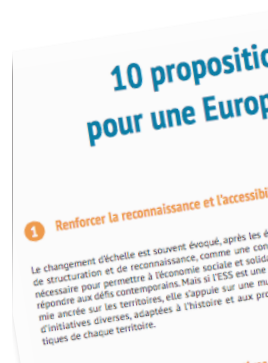 10 propositio
pour une Europ
1 Renforcer la reconnaissance et l'accessibi
Le changement d'échelle est souvent évoqué, après les é
de structuration et de reconnaissance, comme une con
nécessaire pour permettre à l'économie sociale et solida
répondre aux défis contemporains. Mais si l'ESS est une
mie ancrée sur les territoires, elle s'appuie sur une mu
d'initiatives diverses, adaptées à l'histoire et aux pro
tiques de chaque territoire.